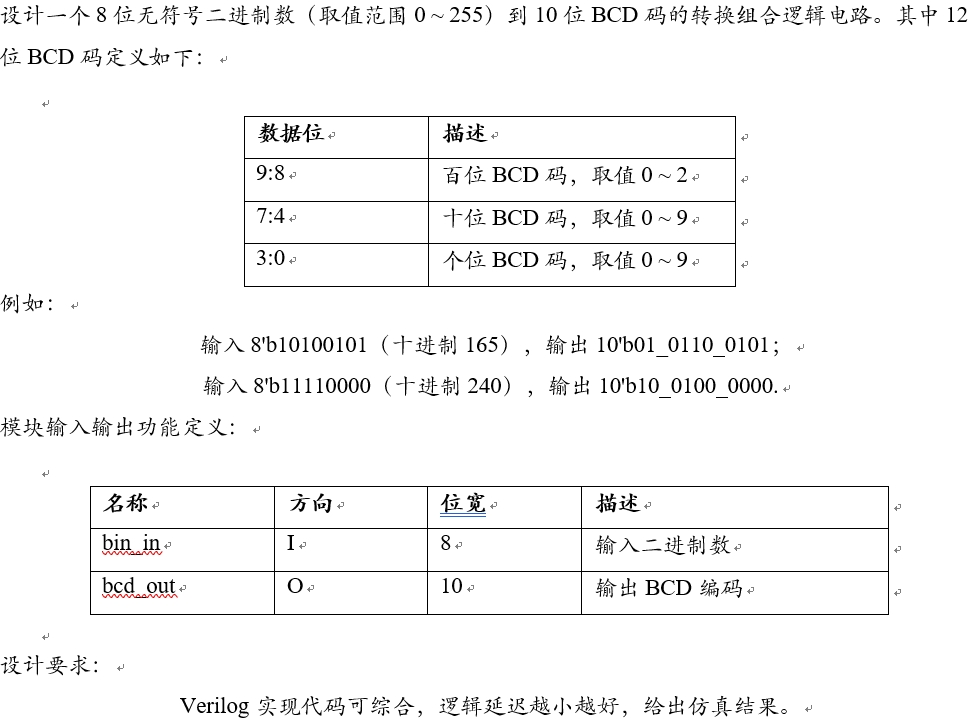 设计一个 8 位无符号二进制数（取值范围 0 ~ 255）到 10 位 BCD 码的转换组合逻辑电路。其中 12
位 BCD 码定义如下：
数据位 描述
9:8 百位 BCD 码，取值 0 ~ 2
7:4 十位 BCD 码，取值 0 ~ 9
3:0 个位 BCD 码，取值 0 ~ 9
例如：
输入 8'b10100101（十进制 165），输出 10'b01_0110_0101；
输入 8'b11110000（十进制 240），输出 10'b10_0100_0000.
模块输入输出功能定义：
名称 方向 位宽 描述
bin_in I 8 输入二进制数
bcd_out O 10 输出 BCD 编码
设计要求：
Verilog 实现代码可综合，逻辑延迟越小越好，给出仿真结果。